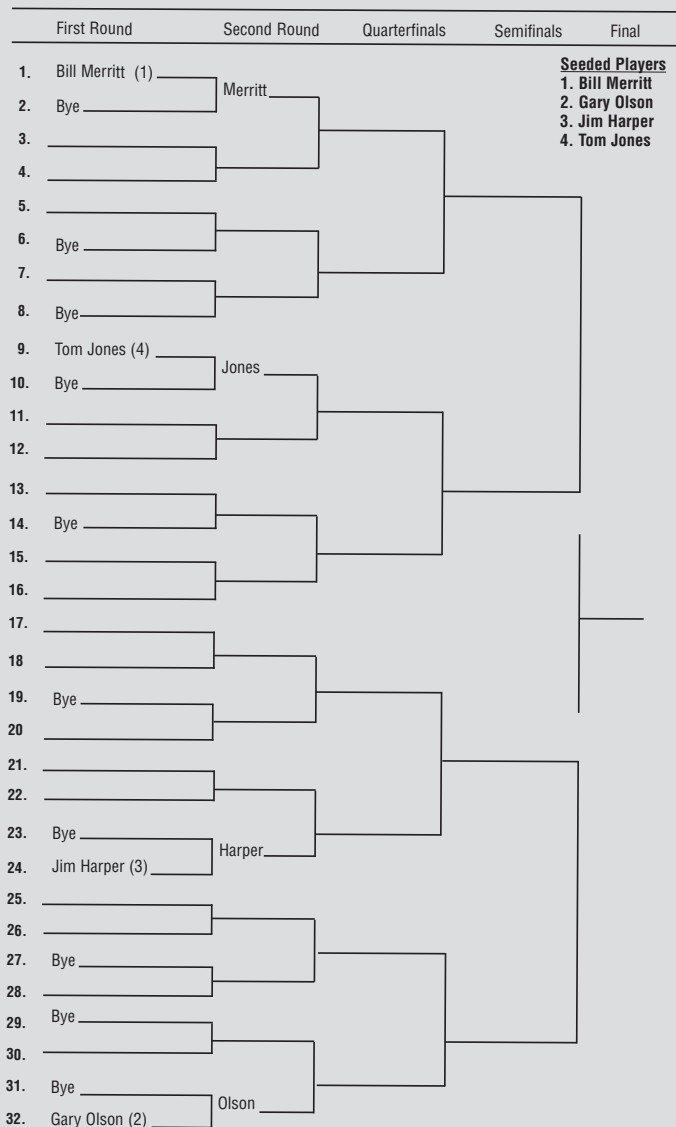 First Round Second Round Quarterfinals Semifinals Final
Seeded Players
1. Bill Merritt
2. Gary Olson
3. Jim Harper
4. Tom Jones
1. Bill Merritt (1)
Merritt
2. Bye
3.
4.
5.
6. Bye
7.
8. Bye
9. Tom Jones (4)
Jones
10. Bye
11.
12.
13.
14. Bye
15.
16.
17.
18
19. Bye
20
21.
22.
23. Bye
Harper
24. Jim Harper (3)
25.
26.
27. Bye
28.
29. Bye
30.
31. Bye
Olson
32. Gary Olson (2)